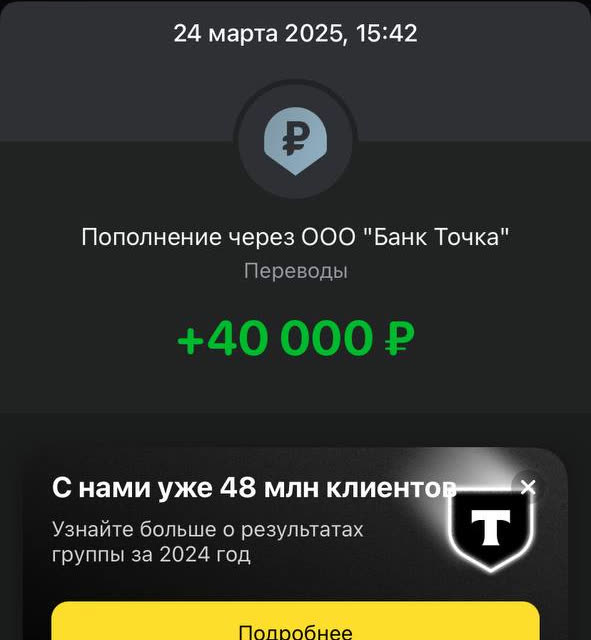 24 марта 2025, 15:42
₽
Пополнение через ООО "Банк Точка"
Переводы
+40 000 ₽
С нами уже 48 млн клиентов
Узнайте больше о результатах
группы за 2024 год
Т
Подробнее